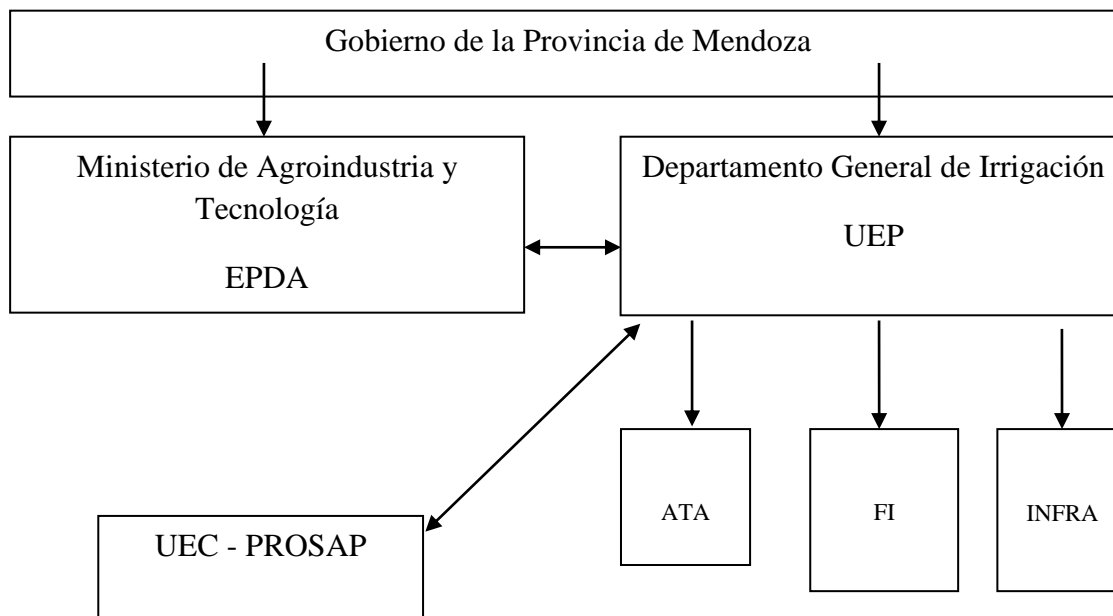 Gobierno de la Provincia de Mendoza
Ministerio de Agroindustria y
Tecnología
EPDA
Departamento General de Irrigación
UEP
ATA
FI
INFRA
UEC - PROSAP